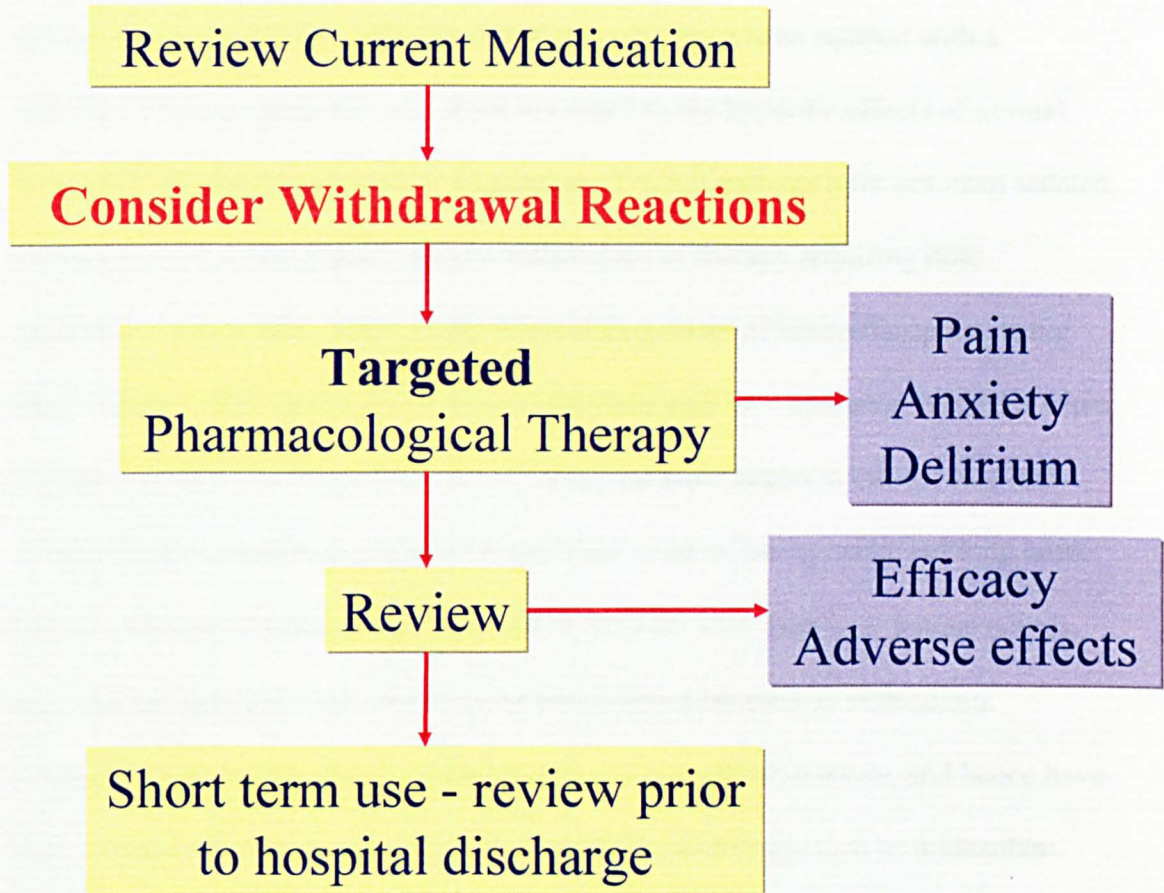 Review Current Medication
Consider Withdrawal Reactions
Targeted
Pharmacological Therapy
Pain
Anxiety
Delirium
Review
Efficacy
Adverse effects
Short term use - review prior
to hospital discharge